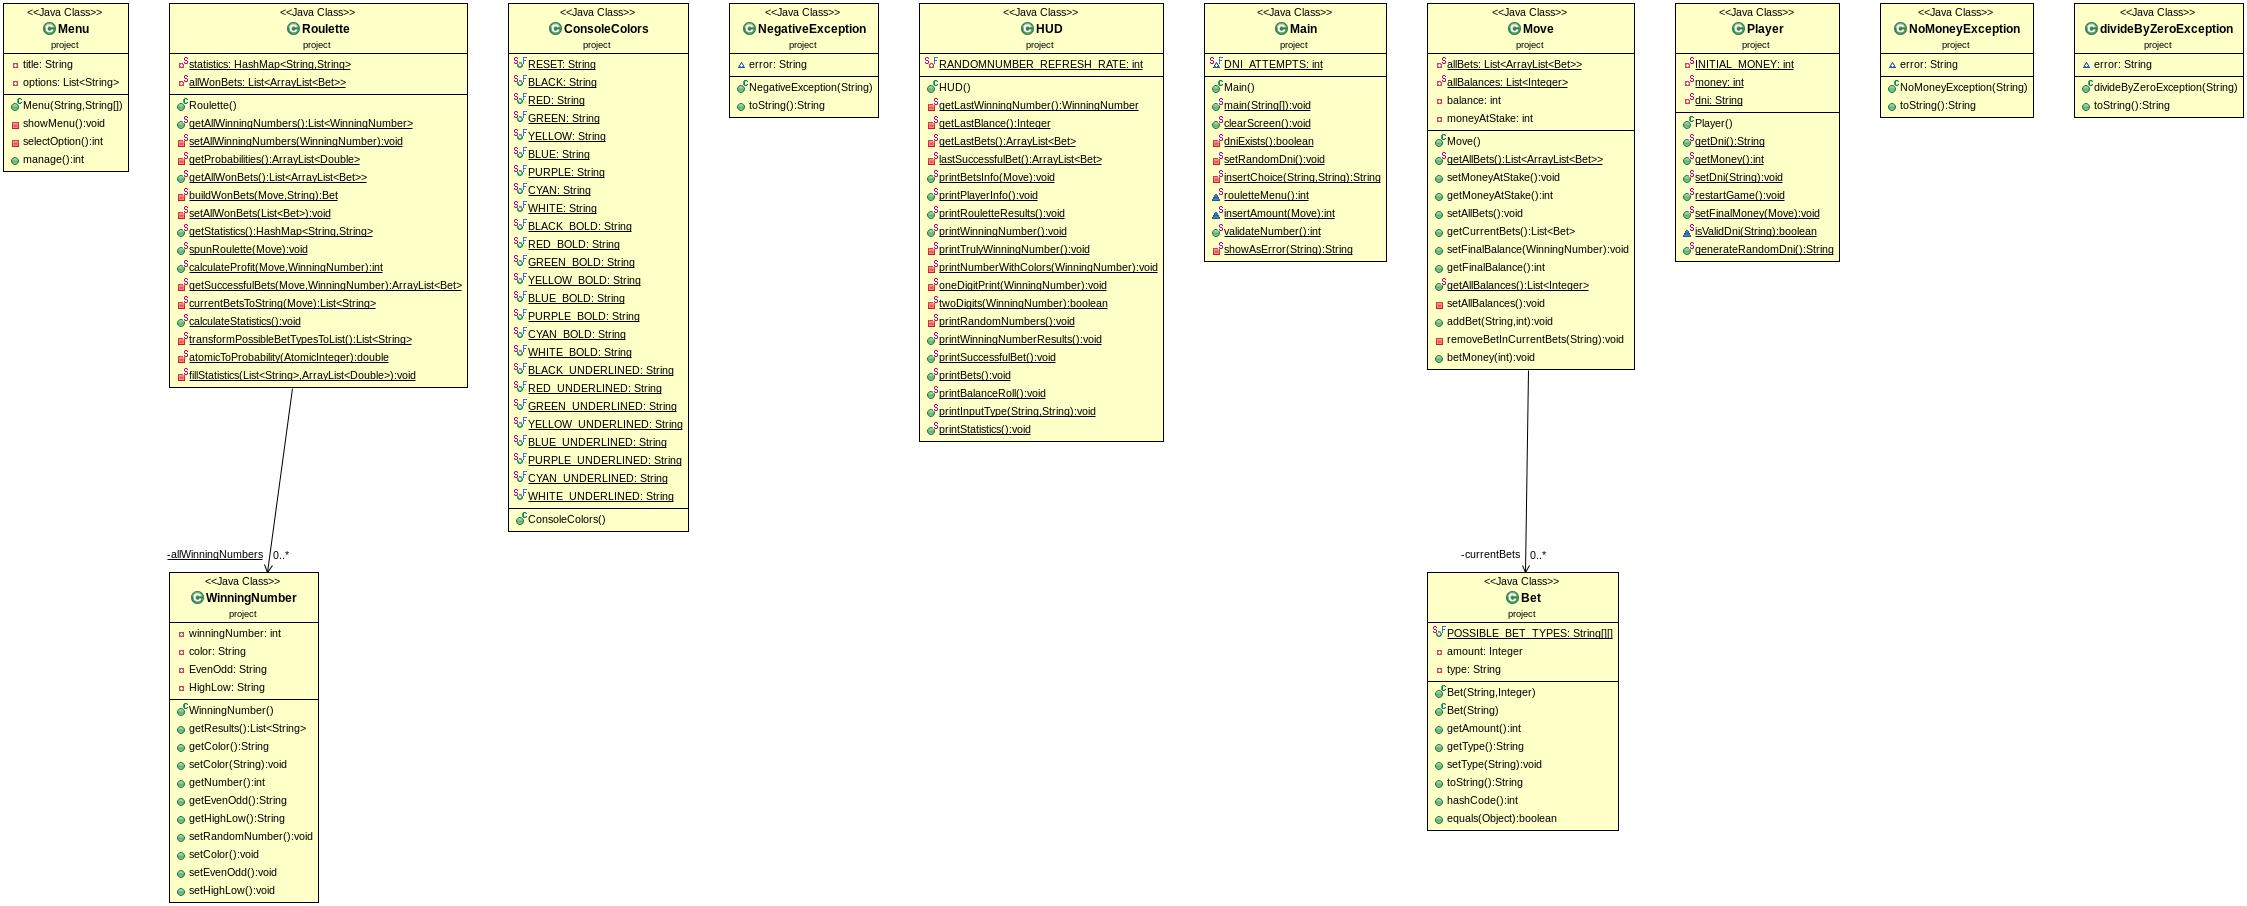 <<Java Class>>
Menu
project
title: String
options: List<String>
Menu(String,String[])
showMenu():void
selectOption():int
manage():int
<<Java Class>>
Roulette
project
statistics: HashMap<String,String>
allWonBets: List<ArrayList<Bet>>
Roulette()
getAllWinningNumbers():List<WinningNumber>
setAllWinningNumbers(WinningNumber):void
getProbabilities():ArrayList<Double>
getAllWonBets():List<ArrayList<Bet>>
buildWonBets(Move,String):Bet
setAllWonBets(List<Bet>):void
getStatistics():HashMap<String,String>
spunRoulette(Move):void
calculateProfit(Move,WinningNumber):int
getSuccessfulBets(Move,WinningNumber):ArrayList<Bet>
currentBetsToString(Move):List<String>
calculateStatistics():void
transformPossibleBetTypesToList():List<String>
atomicToProbability(AtomicInteger):double
fillStatistics(List<String>,ArrayList<Double>):void
<<Java Class>>
ConsoleColors
project
RESET: String
BLACK: String
RED: String
GREEN: String
YELLOW: String
BLUE: String
PURPLE: String
CYAN: String
WHITE: String
BLACK_BOLD: String
RED_BOLD: String
GREEN_BOLD: String
YELLOW_BOLD: String
BLUE_BOLD: String
PURPLE_BOLD: String
CYAN_BOLD: String
WHITE_BOLD: String
BLACK_UNDERLINED: String
RED_UNDERLINED: String
GREEN_UNDERLINED: String
YELLOW_UNDERLINED: String
BLUE_UNDERLINED: String
PURPLE_UNDERLINED: String
CYAN_UNDERLINED: String
WHITE_UNDERLINED: String
ConsoleColors()
<<Java Class>>
NegativeException
project
error: String
NegativeException(String)
toString():String
<<Java Class>>
HUD
project
RANDOMNUMBER_REFRESH_RATE: int
HUD()
getLastWinningNumber():WinningNumber
getLastBlance():Integer
getLastBets():ArrayList<Bet>
lastSuccessfulBet():ArrayList<Bet>
printBetsInfo(Move):void
printPlayerInfo():void
printRouletteResults():void
printWinningNumber():void
printTrulyWinningNumber():void
printNumberWithColors(WinningNumber):void
oneDigitPrint(WinningNumber):void
twoDigits(WinningNumber):boolean
printRandomNumbers():void
printWinningNumberResults():void
printSuccessfulBet():void
printBets():void
printBalanceRoll():void
printInputType(String,String):void
printStatistics():void
<<Java Class>>
Main
project
DNI_ATTEMPTS: int
Main()
main(String[]):void
clearScreen():void
dniExists():boolean
setRandomDni():void
insertChoice(String,String):String
rouletteMenu():int
insertAmount(Move):int
validateNumber():int
showAsError(String):String
<<Java Class>>
Move
project
allBets: List<ArrayList<Bet>>
allBalances: List<Integer>
balance: int
moneyAtStake: int
Move()
getAllBets():List<ArrayList<Bet>>
setMoneyAtStake():void
getMoneyAtStake():int
setAllBets():void
getCurrentBets():List<Bet>
setFinalBalance(WinningNumber):void
getFinalBalance():int
getAllBalances():List<Integer>
setAllBalances():void
addBet(String,int):void
removeBetInCurrentBets(String):void
betMoney(int):void
<<Java Class>>
Player
project
INITIAL_MONEY: int
money: int
dni: String
Player()
getDni():String
getMoney():int
setDni(String):void
restartGame():void
setFinalMoney(Move):void
isValidDni(String):boolean
generateRandomDni():String
<<Java Class>>
NoMoneyException
project
error: String
NoMoneyException(String)
toString():String
<<Java Class>>
divideByZeroException
project
error: String
divideByZeroException(String)
toString():String
-allWinningNumbers 0..*
<<Java Class>>
WinningNumber
project
winningNumber: int
color: String
EvenOdd: String
HighLow: String
WinningNumber()
getResults():List<String>
getColor():String
setColor(String):void
getNumber():int
getEvenOdd():String
getHighLow():String
setRandomNumber():void
setColor():void
setEvenOdd():void
setHighLow():void
-currentBets 0..*
<<Java Class>>
Bet
project
POSSIBLE_BET_TYPES: String[][]
amount: Integer
type: String
Bet(String,Integer)
Bet(String)
getAmount():int
getType():String
setType(String):void
toString():String
hashCode():int
equals(Object):boolean